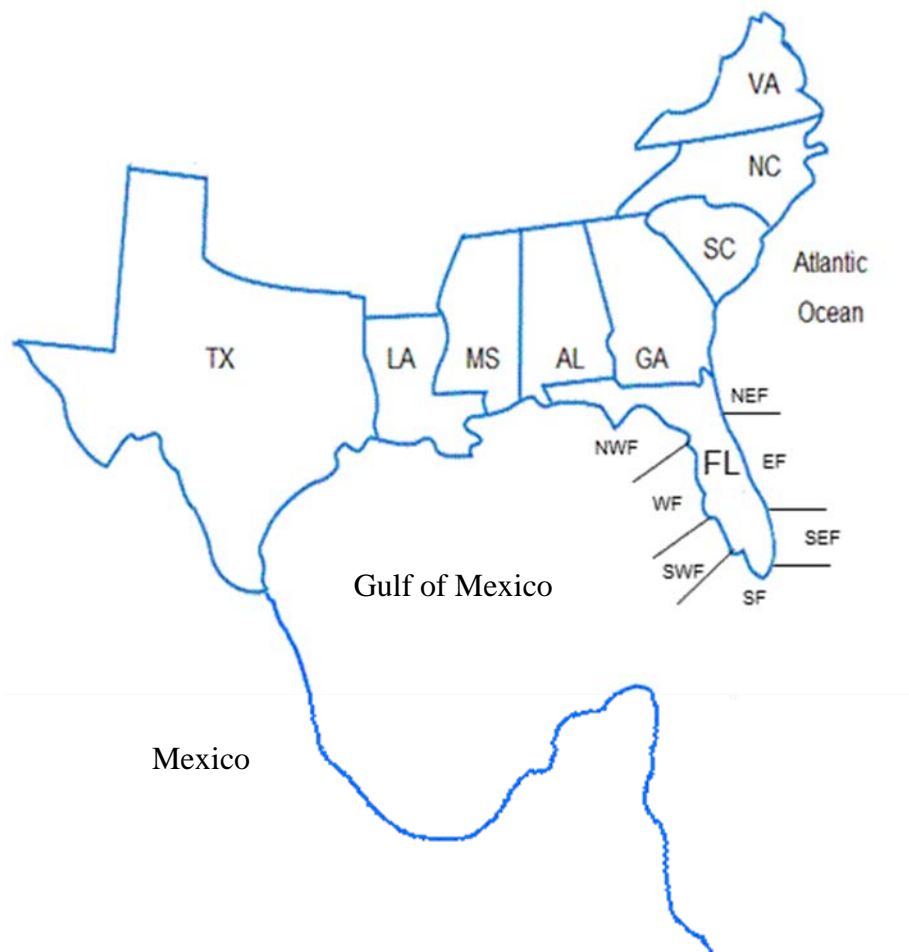 VA
NC
SC
Atlantic
Ocean
TX
LA
MS
AL
GA
NEF
NWF
FL
EF
WF
SEF
SWF
SF
Gulf of Mexico
Mexico